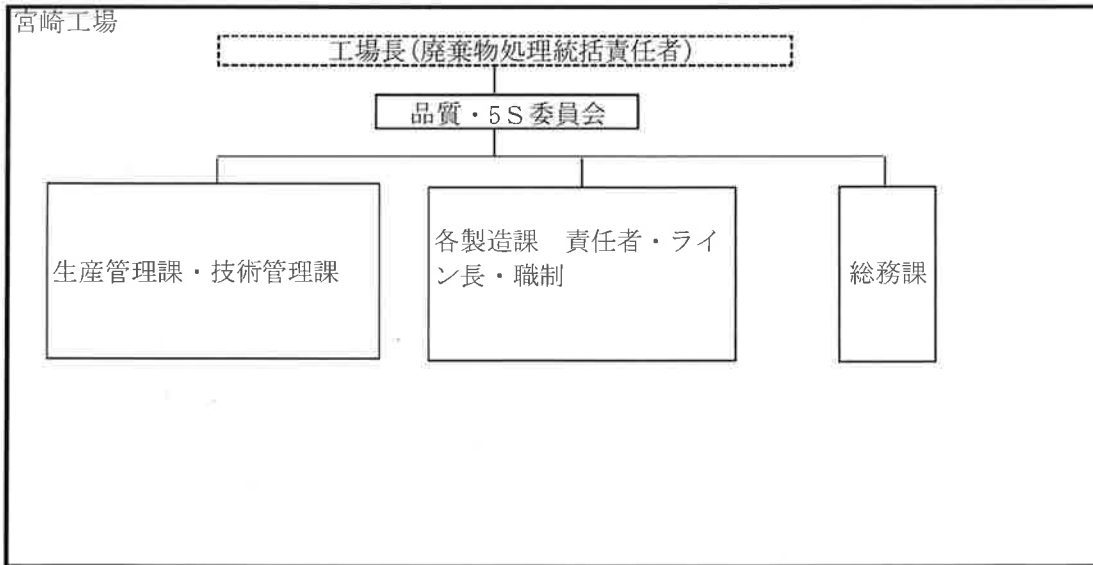 宮崎工場
工場長(廃棄物処理統括責任者)
品質・5S委員会
生産管理課・技術管理課
各製造課　責任者・ライ
ン長・職制
総務課